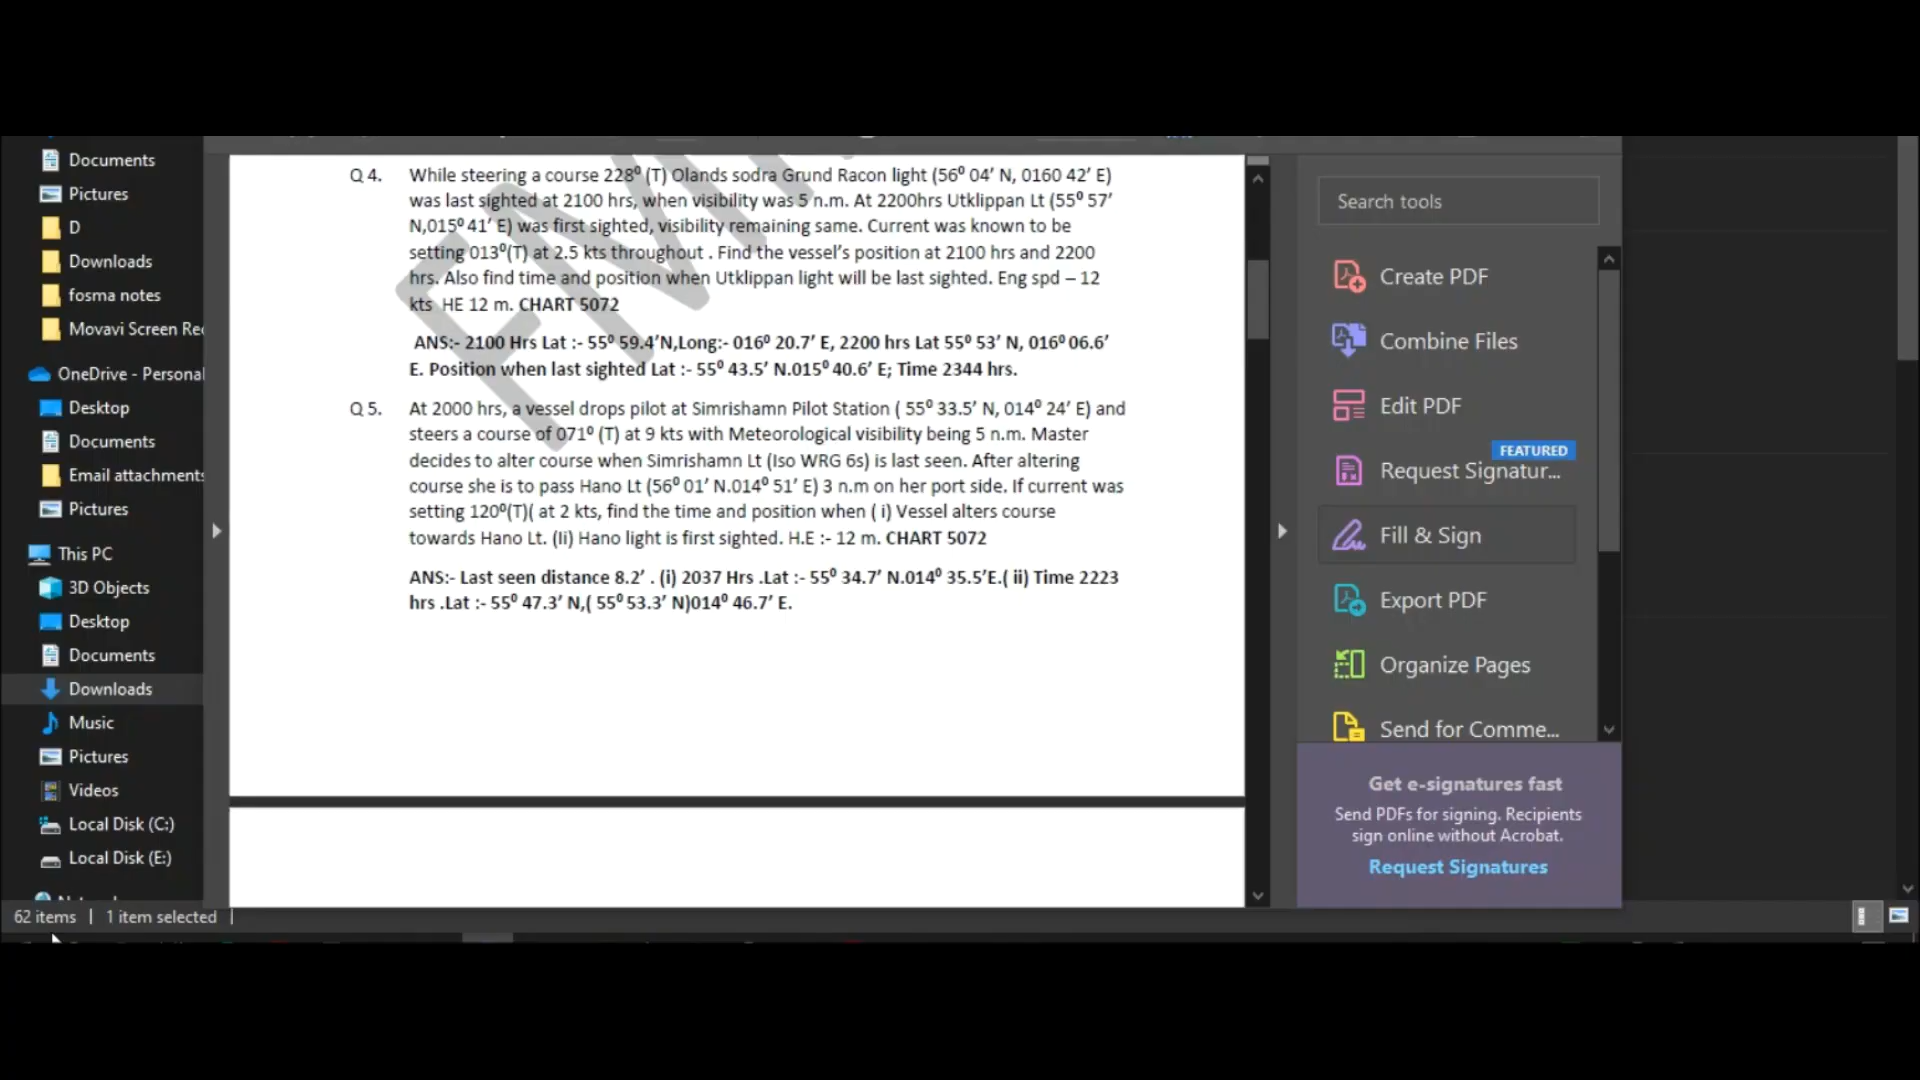 Documents
Pictures
D
Downloads
fosma notes
Movavi Screen Rec
OneDrive - Personal
Desktop
Documents
Email attachments
Pictures
This PC
3D Objects
Desktop
Documents
Downloads
Music
Pictures
Videos
Local Disk (C:)
Local Disk (E:)
62 items | 1 item selected |
Q 4. While steering a course 228⁰ (T) Olands sodra Grund Racon light (56⁰ 04' N, 0160 42' E)
was last sighted at 2100 hrs, when visibility was 5 n.m. At 2200hrs Utklippan Lt (55⁰ 57'
N,015⁰ 41' E) was first sighted, visibility remaining same. Current was known to be
setting 013⁰(T) at 2.5 kts throughout . Find the vessel's position at 2100 hrs and 2200
hrs. Also find time and position when Utklippan light will be last sighted. Eng spd – 12
kts HE 12 m. CHART 5072
ANS:- 2100 Hrs Lat :- 55⁰ 59.4'N,Long:- 016⁰ 20.7' E, 2200 hrs Lat 55⁰ 53' N, 016⁰ 06.6'
E. Position when last sighted Lat :- 55⁰ 43.5' N.015⁰ 40.6' E; Time 2344 hrs.
Q 5. At 2000 hrs, a vessel drops pilot at Simrishamn Pilot Station ( 55⁰ 33.5' N, 014⁰ 24' E) and
steers a course of 071⁰ (T) at 9 kts with Meteorological visibility being 5 n.m. Master
decides to alter course when Simrishamn Lt (Iso WRG 6s) is last seen. After altering
course she is to pass Hano Lt (56⁰ 01' N.014⁰ 51' E) 3 n.m on her port side. If current was
setting 120⁰(T)( at 2 kts, find the time and position when ( i) Vessel alters course
towards Hano Lt. (Ii) Hano light is first sighted. H.E :- 12 m. CHART 5072
ANS:- Last seen distance 8.2' . (i) 2037 Hrs .Lat :- 55⁰ 34.7' N.014⁰ 35.5'E.( ii) Time 2223
hrs .Lat :- 55⁰ 47.3' N,( 55⁰ 53.3' N)014⁰ 46.7' E.
Search tools
Create PDF
Combine Files
Edit PDF
FEATURED
Request Signatur...
Fill & Sign
Export PDF
Organize Pages
Send for Comme...
Get e-signatures fast
Send PDFs for signing. Recipients
sign online without Acrobat.
Request Signatures